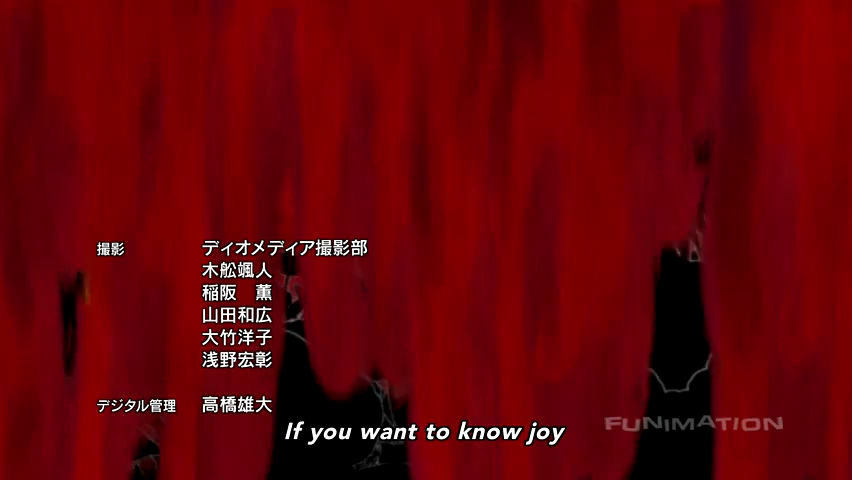 撮影 ディオメディア撮影部
木舩颯人
稲阪 薫
山田和広
大竹洋子
浅野宏彰
デジタル管理 高橋雄大
If you want to know joy
FUNIMATION